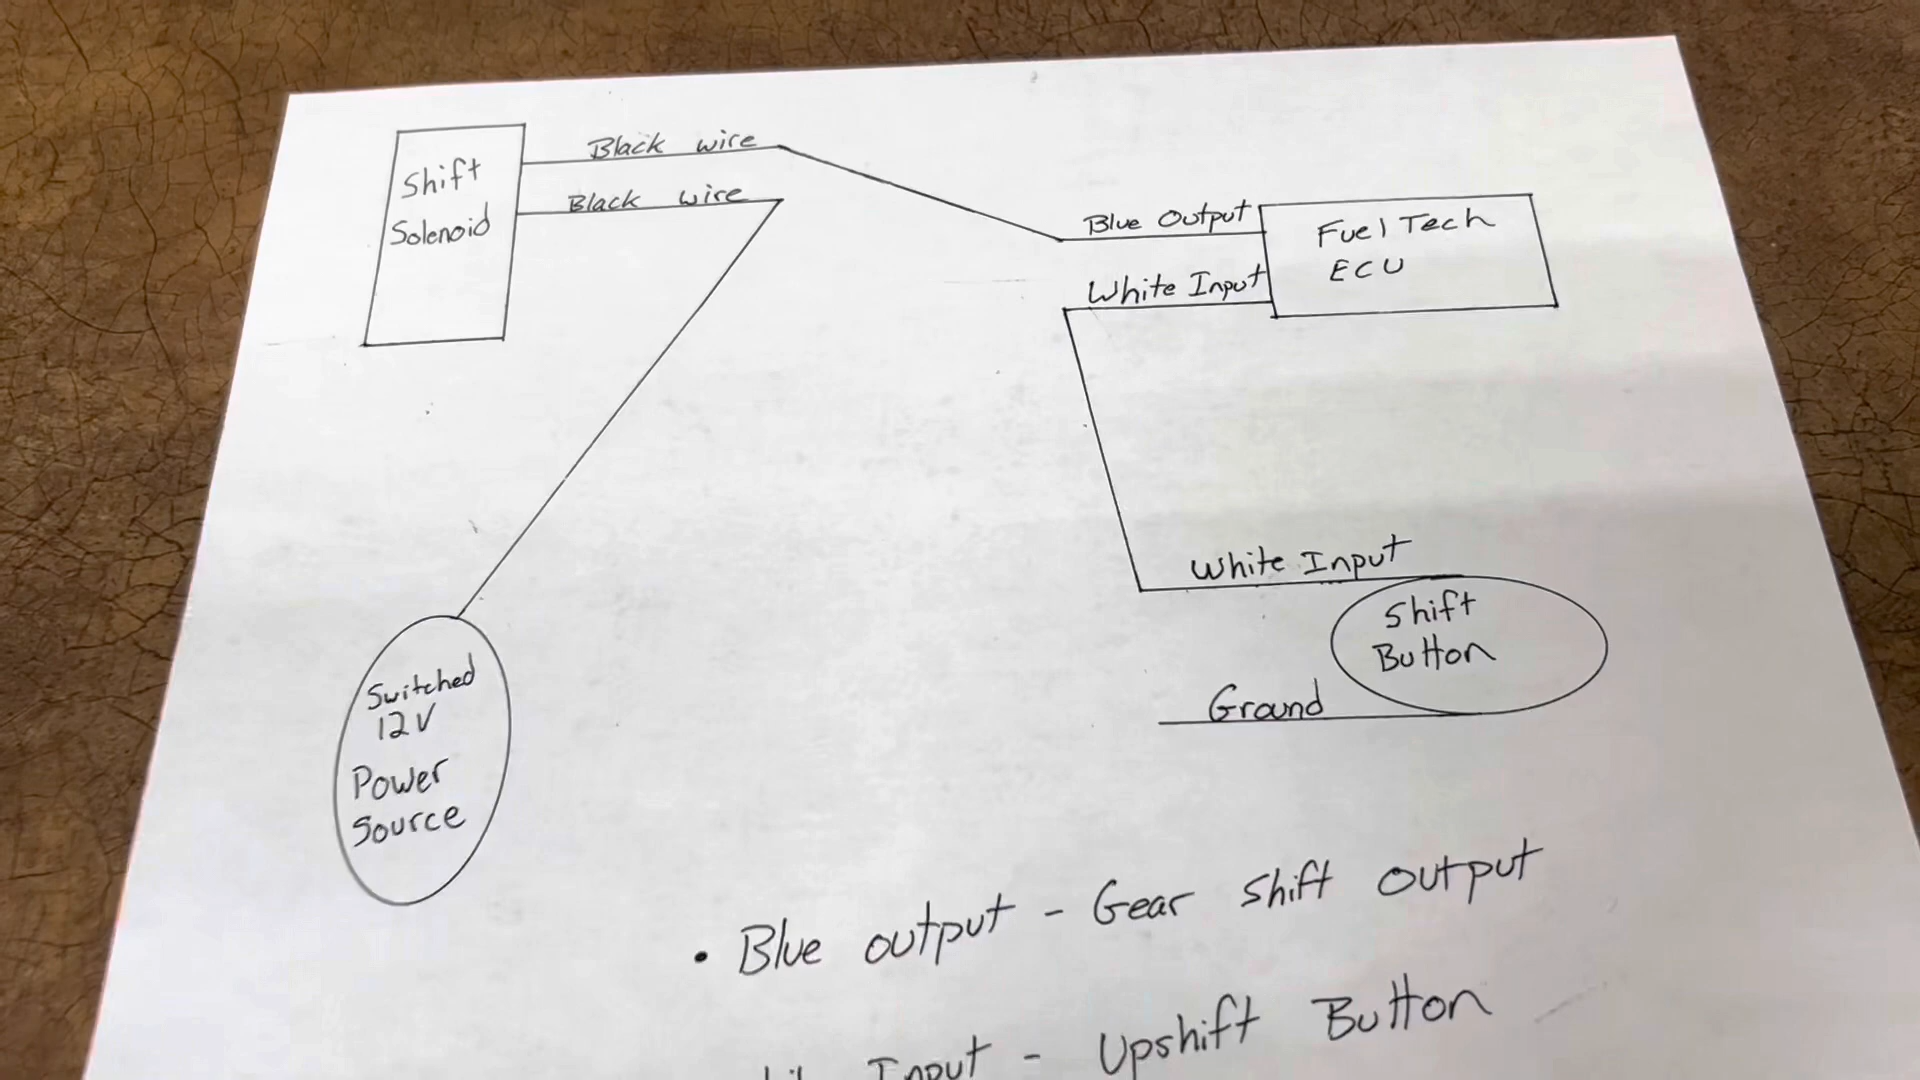 Black wire
Shift
Solenoid
Black wire
Blue Output
White Input
Fuel Tech
ECU
White Input
Shift
Button
Ground
Switched
12V
Power
Source
• Blue output - Gear shift output
Input - Upshift Button